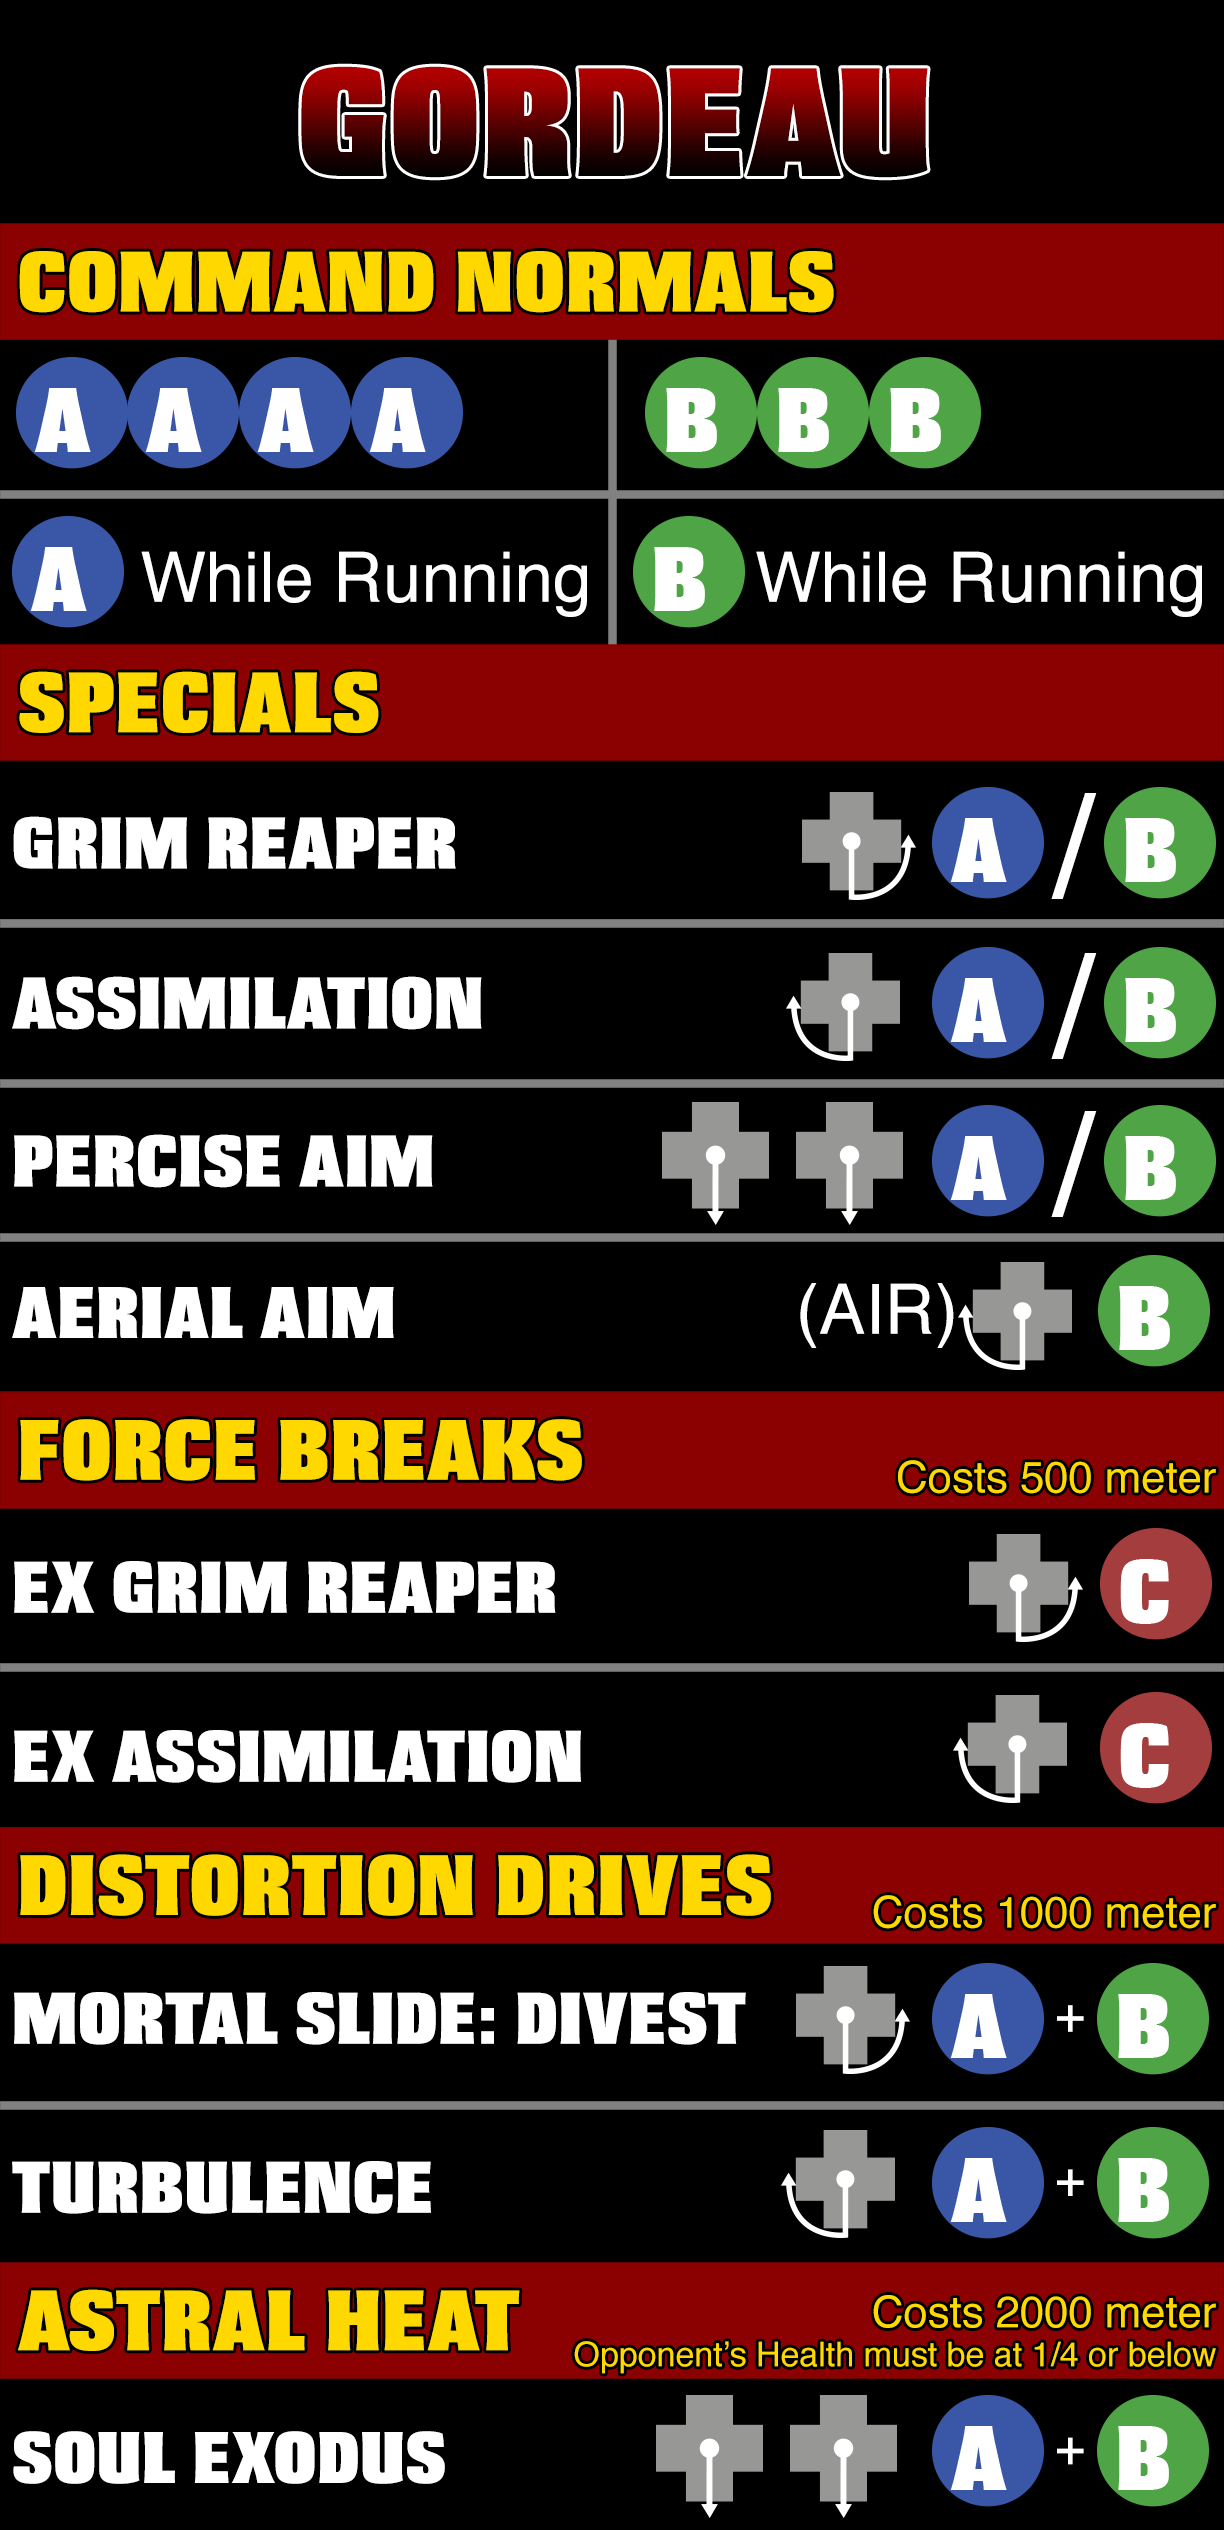 GORDEAU
COMMAND NORMALS
A A A A
B B B
A While Running
B While Running
SPECIALS
GRIM REAPER A / B
ASSIMILATION A / B
PERCISE AIM A / B
AERIAL AIM (AIR) B
FORCE BREAKS Costs 500 meter
EX GRIM REAPER C
EX ASSIMILATION C
DISTORTION DRIVES Costs 1000 meter
MORTAL SLIDE: DIVEST A + B
TURBULENCE A + B
ASTRAL HEAT Costs 2000 meter
Opponent's Health must be at 1/4 or below
SOUL EXODUS A + B